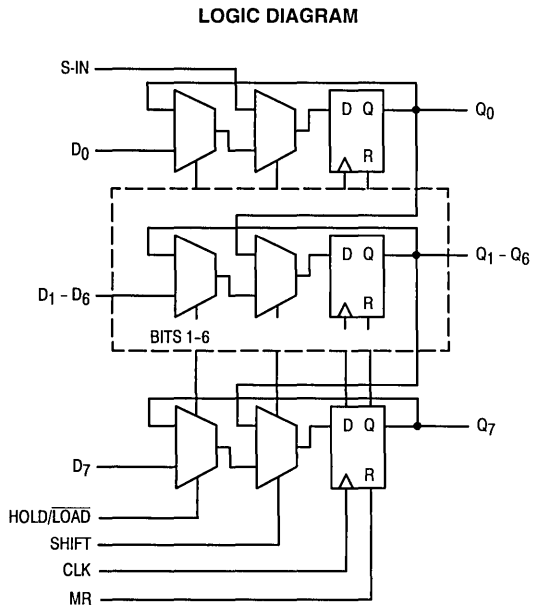 LOGIC DIAGRAM
S-IN
D Q
Q0
D0
R
D Q
Q1 – Q6
D1 – D6
R
BITS 1-6
D Q
Q7
R
D7
HOLD/LOAD
SHIFT
CLK
MR